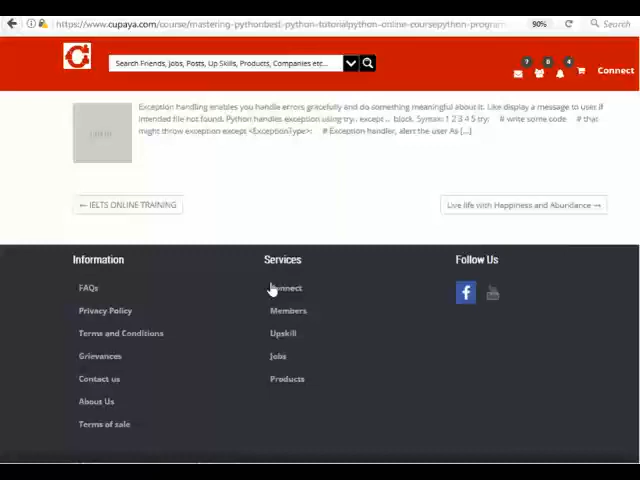 https://www.cupaya.com/course/mastering-pythonbest-python-tutorialpython-online-coursepython-program
90%
Search
Search Friends, Jobs, Posts, Up Skills, Products, Companies etc...
7
8
4
Connect
Exception handling enables you handle errors gracefully and do something meaningful about it. Like display a message to user if
intended file not found. Python handles exception using try.. except .. block. Syntax: 1 2 3 4 5 try: # write some code # that
might throw exception except <ExceptionType>: # Exception handler, alert the user As [...]
← IELTS ONLINE TRAINING
Live life with Happiness and Abundance →
Information
Services
Follow Us
FAQs
Connect
Privacy Policy
Members
Terms and Conditions
Upskill
Grievances
Jobs
Contact us
Products
About Us
Terms of sale